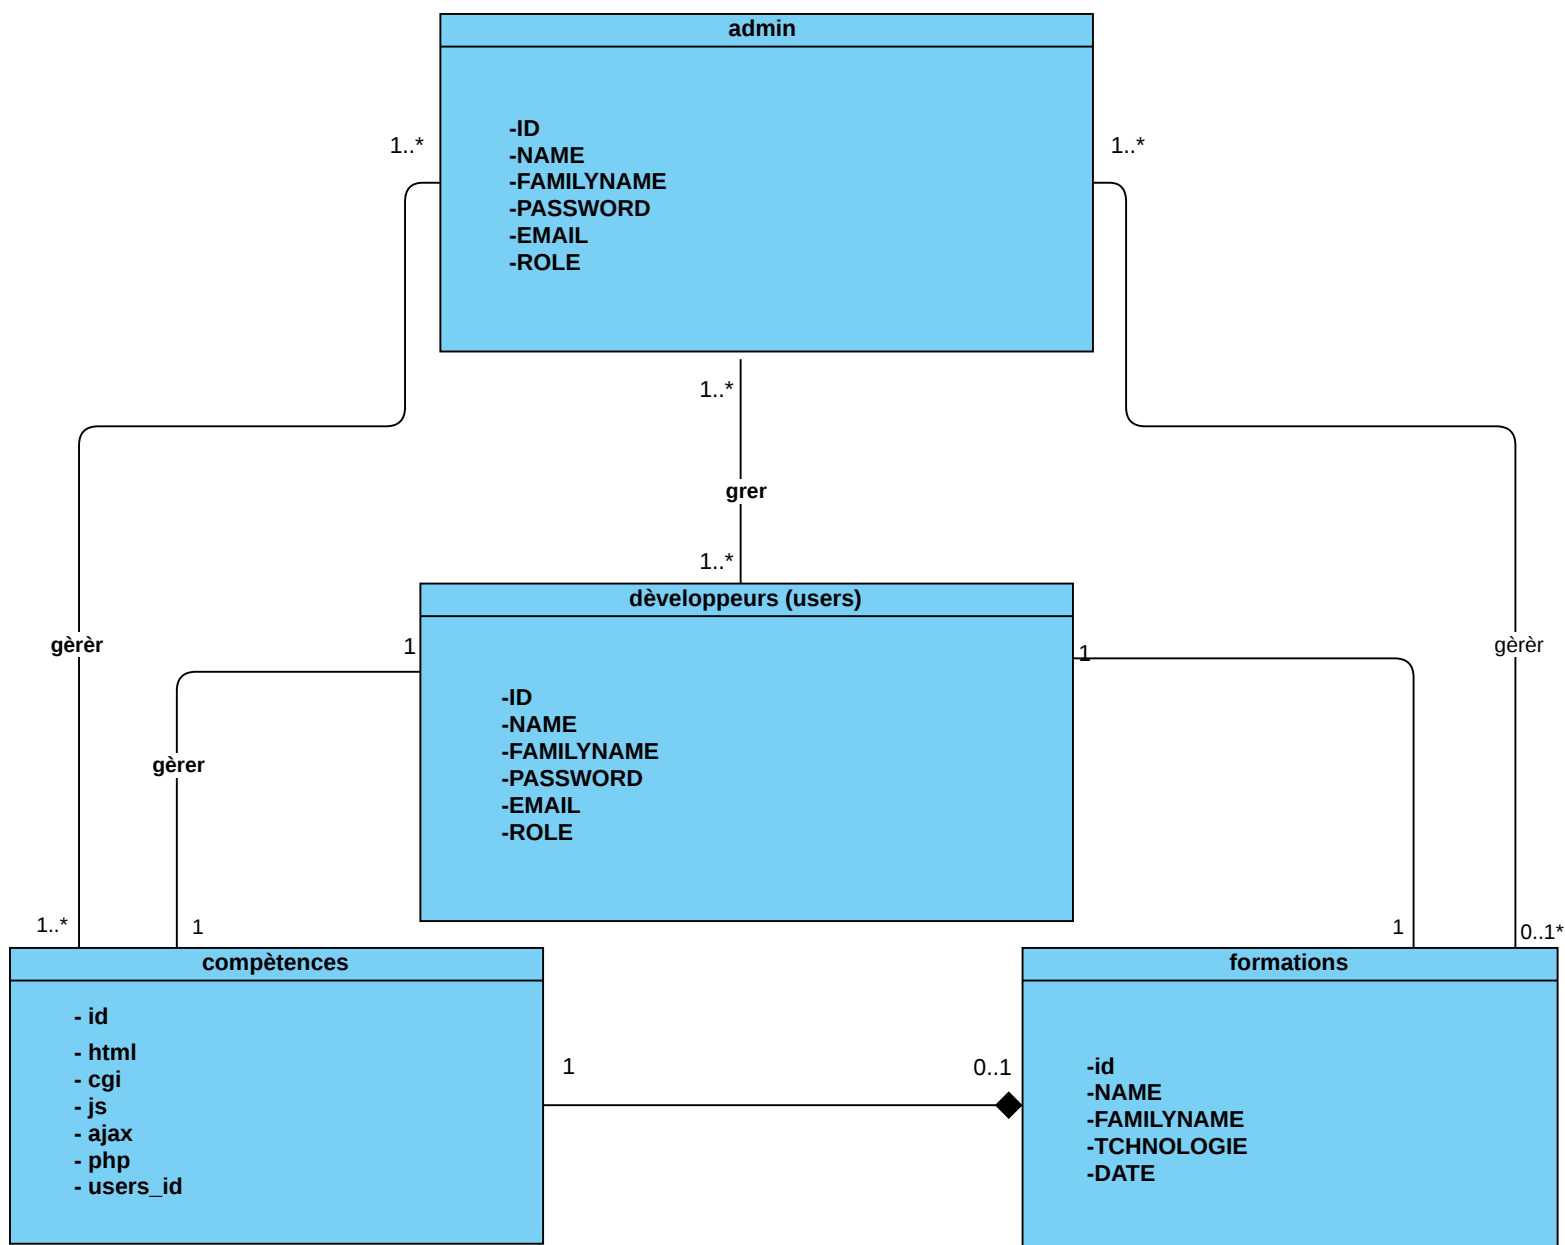 admin
-ID
-NAME
-FAMILYNAME
-PASSWORD
-EMAIL
-ROLE
1..*
1..*
1..*
grer
1..*
gèrèr
gèrèr
dèveloppeurs (users)
-ID
-NAME
-FAMILYNAME
-PASSWORD
-EMAIL
-ROLE
1
1
gèrer
1..*
1
1
0..1*
compètences
- id
- html
- cgi
- js
- ajax
- php
- users_id
1
0..1
formations
-id
-NAME
-FAMILYNAME
-TCHNOLOGIE
-DATE